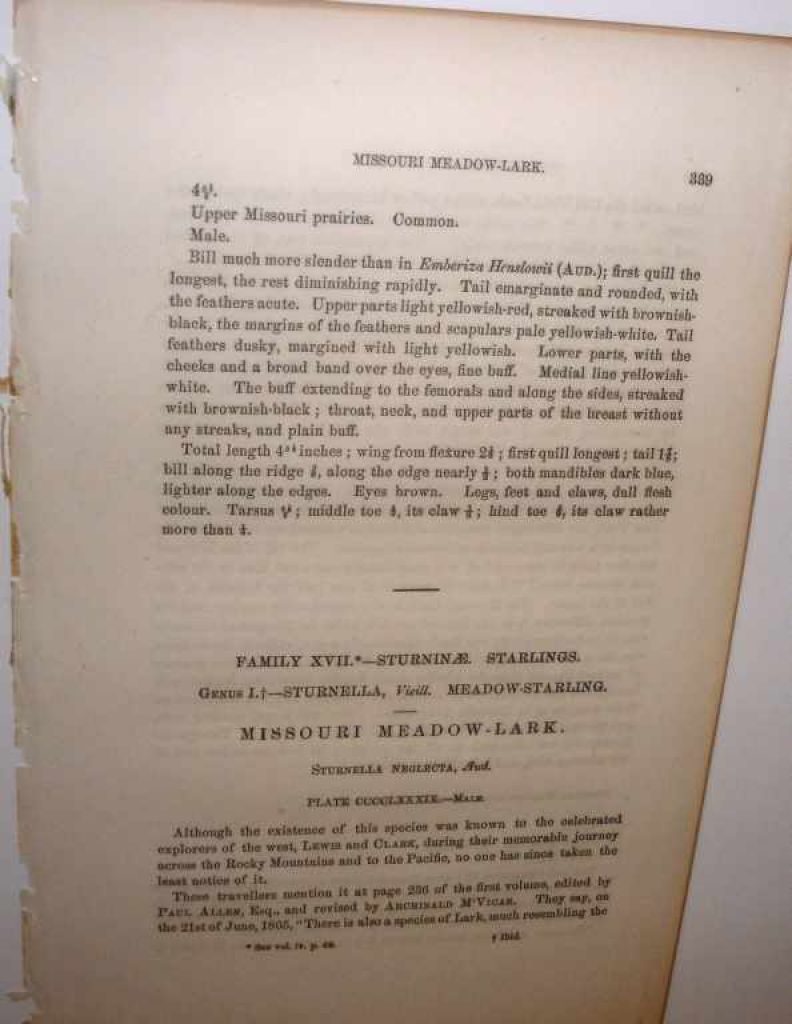 MISSOURI MEADOW-LARK.
339
Upper Missouri prairies. Common.
Male.
Bill much more slender than in Emberiza Henslowii (AUD.); first quill the
longest, the rest diminishing rapidly. Tail emarginate and rounded, with
the feathers acute. Upper parts light yellowish-red, streaked with brownish-
black, the margins of the feathers and scapulars pale yellowish-white. Tail
feathers dusky, margined with light yellowish. Lower parts, with the
cheeks and a broad band over the eyes, fine buff. Medial line yellowish-
white. The buff extending to the femorals and along the sides, streaked
with brownish-black; throat, neck, and upper parts of the breast without
any streaks, and plain buff.
Total length inches; wing from flexure; first quill longest; tail
bill along the ridge, along the edge nearly; both mandibles dark blue,
lighter along the edges. Eyes brown. Legs, feet and claws, dull flesh
colour. Tarsus; middle toe, its claw; hind toe, its claw rather
more than
FAMILY XVII.*—STURNINÆ. STARLINGS.
GENUS I.†—STURNELLA, Vieill. MEADOW-STARLING.
MISSOURI MEADOW-LARK.
STURNELLA NEGLECTA, Aud.
PLATE CCCCLXXXIX.—MALE.
Although the existence of this species was known to the celebrated
explorers of the west, LEWIS and CLARK, during their memorable journey
across the Rocky Mountains and to the Pacific, no one has since taken the
least notice of it.
These travellers mention it at page 236 of the first volume, edited by
PAUL ALLEN, Esq., and revised by ARCHIBALD M'VICAR. They say, on
the 21st of June, 1805, "There is also a species of Lark, much resembling the
* See vol. iv. p.
† Ibid.